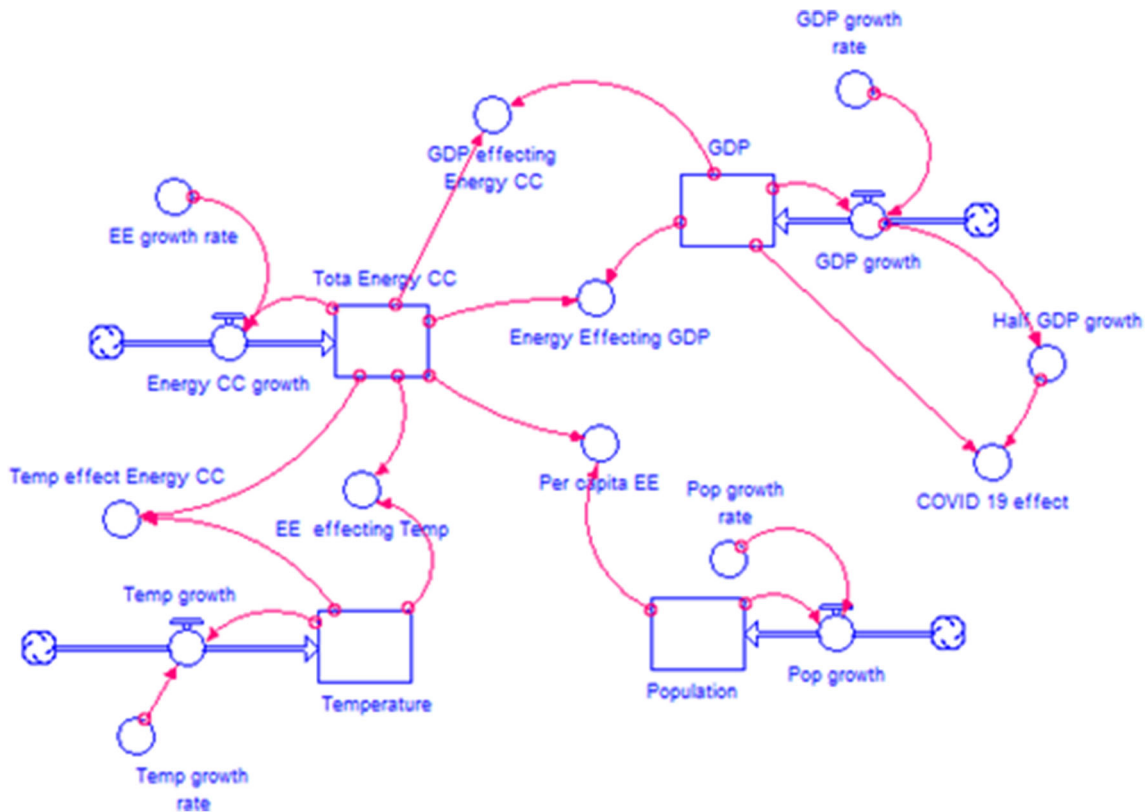 GDP growth
rate
GDP effecting
Energy CC
GDP
EE growth rate
GDP growth
Tota Energy CC
Half GDP growth
Energy Effecting GDP
Energy CC growth
Temp effect Energy CC
Per capita EE
Pop growth
rate
COVID 19 effect
EE effecting Temp
Temp growth
Pop growth
Population
Temperature
Temp growth
rate